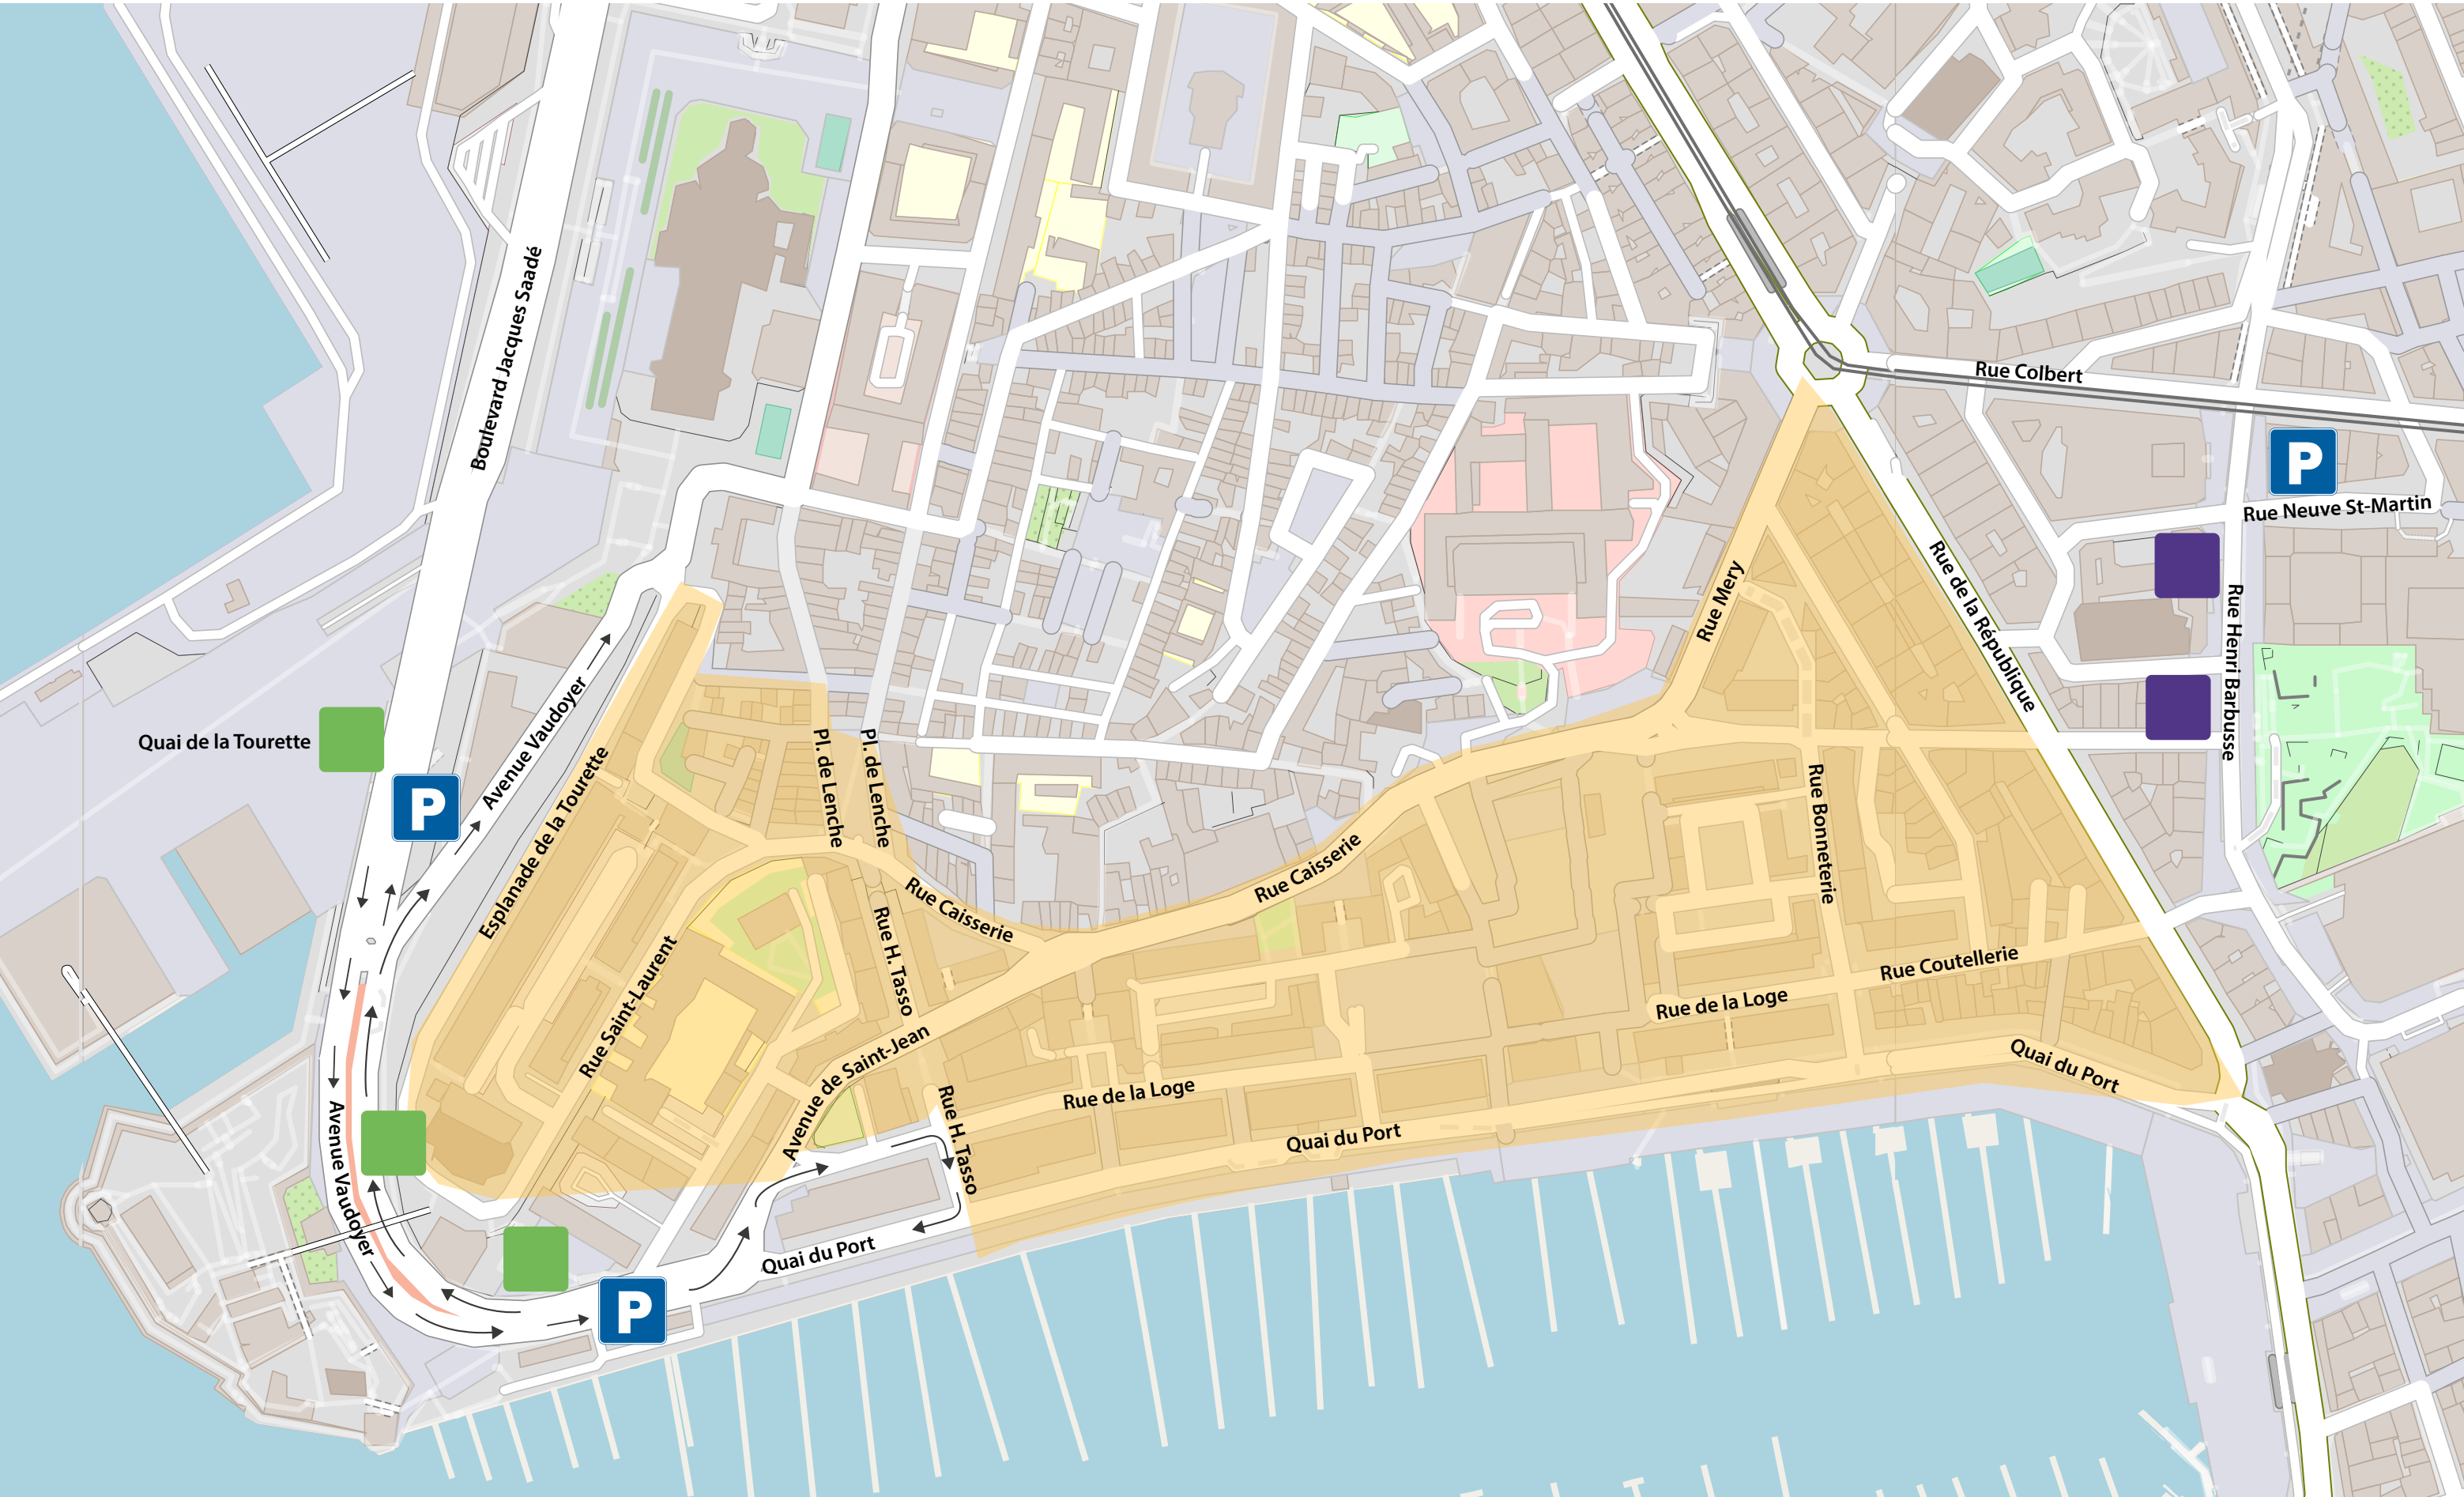 Boulevard Jacques Saadé
Rue Colbert
P
Rue Neuve St-Martin
Rue Mery
Rue de la République
Rue Henri Barbusse
Quai de la Tourette
P
Avenue Vaudoyer
Esplanade de la Tourette
Pl. de Lenche
Pl. de Lenche
Rue Caisserie
Rue Caisserie
Rue Bonneterie
Rue H. Tasso
Rue Saint-Laurent
Rue Coutellerie
Rue de la Loge
Avenue de Saint-Jean
Rue de la Loge
Quai du Port
Avenue Vaudoyer
Rue H. Tasso
Quai du Port
Quai du Port
P